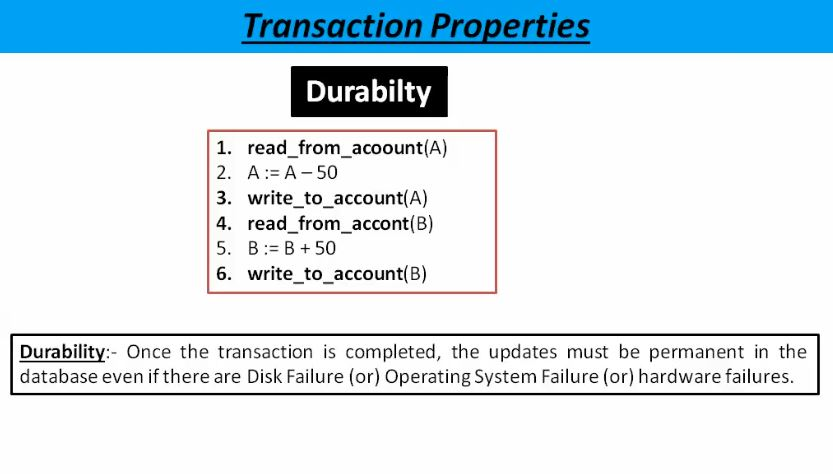 Transaction Properties
Durabilty
1. read_from_acoount(A)
2. A := A – 50
3. write_to_account(A)
4. read_from_accont(B)
5. B := B + 50
6. write_to_account(B)
Durability:- Once the transaction is completed, the updates must be permanent in the
database even if there are Disk Failure (or) Operating System Failure (or) hardware failures.